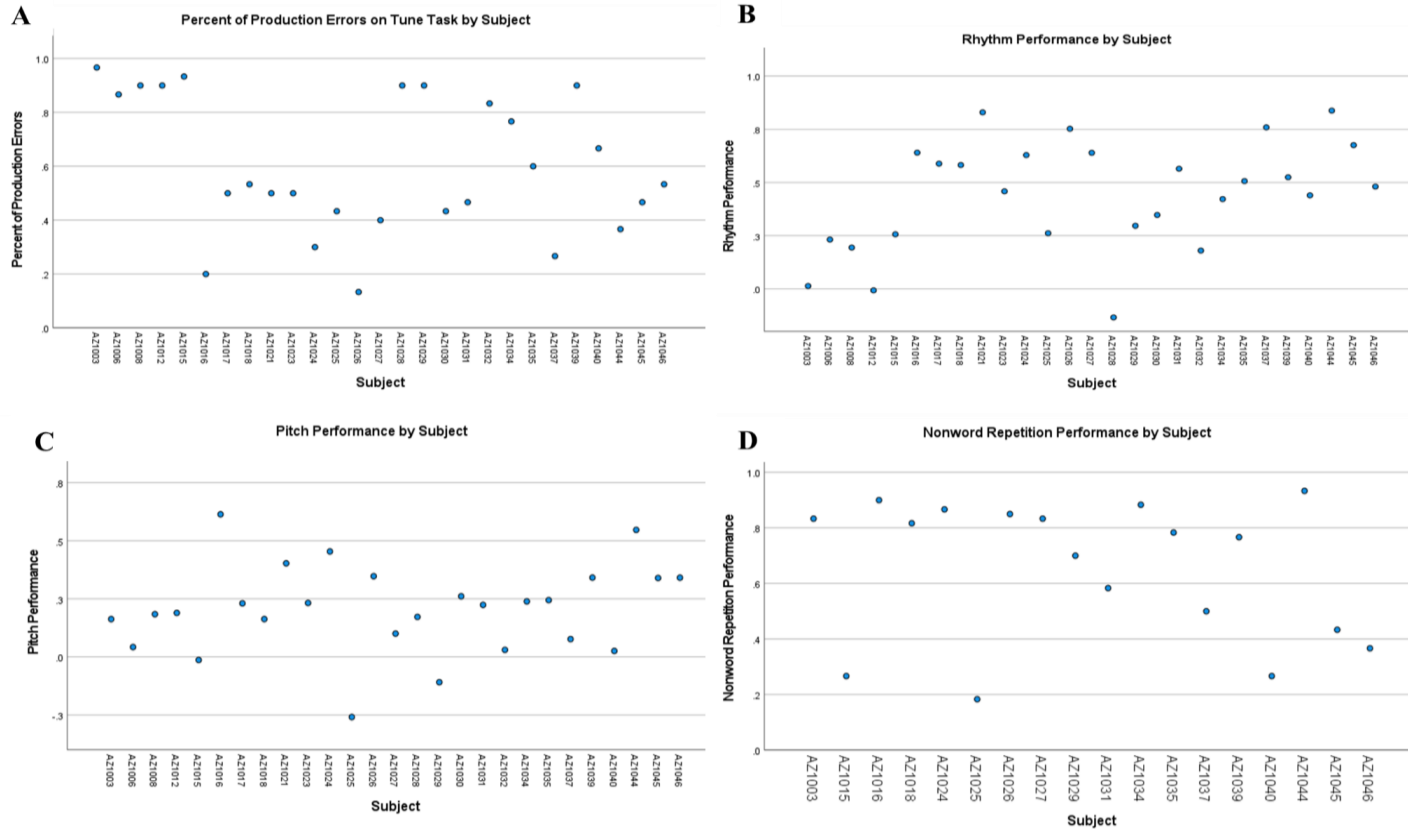 A
Percent of Production Errors on Tune Task by Subject
Percent of Production Errors
1.0
.8
.6
.4
.2
.0
AZ1003
AZ1006
AZ1008
AZ1012
AZ1015
AZ1016
AZ1017
AZ1018
AZ1021
AZ1023
AZ1024
AZ1025
AZ1026
AZ1027
AZ1028
AZ1029
AZ1030
AZ1031
AZ1032
AZ1034
AZ1035
AZ1037
AZ1039
AZ1040
AZ1044
AZ1045
AZ1046
Subject
B
Rhythm Performance by Subject
Rhythm Performance
1.0
.8
.5
.3
.0
AZ1003
AZ1006
AZ1008
AZ1012
AZ1015
AZ1016
AZ1017
AZ1018
AZ1021
AZ1023
AZ1024
AZ1025
AZ1026
AZ1027
AZ1028
AZ1029
AZ1030
AZ1031
AZ1032
AZ1034
AZ1035
AZ1037
AZ1039
AZ1040
AZ1044
AZ1045
AZ1046
Subject
C
Pitch Performance by Subject
Pitch Performance
.8
.5
.3
.0
-.3
AZ1003
AZ1006
AZ1008
AZ1012
AZ1015
AZ1016
AZ1017
AZ1018
AZ1021
AZ1023
AZ1024
AZ1025
AZ1026
AZ1027
AZ1028
AZ1029
AZ1030
AZ1031
AZ1032
AZ1034
AZ1035
AZ1037
AZ1039
AZ1040
AZ1044
AZ1045
AZ1046
Subject
D
Nonword Repetition Performance by Subject
Nonword Repetiton Performance
1.0
.8
.6
.4
.2
.0
AZ1003
AZ1015
AZ1016
AZ1018
AZ1024
AZ1025
AZ1026
AZ1027
AZ1029
AZ1031
AZ1034
AZ1035
AZ1037
AZ1039
AZ1040
AZ1044
AZ1045
AZ1046
Subject